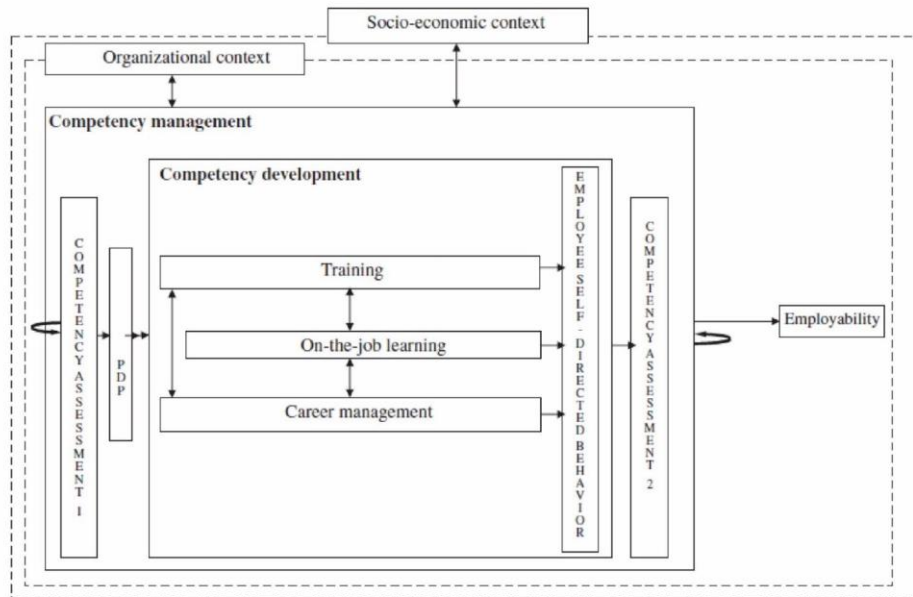 Socio-economic context
Organizational context
Competency management
Competency development
COMPETENCY ASSESSMENT 1
PDP
Training
On-the-job learning
Career management
EMPLOYEE SELF-DIRECTED BEHAVIOR
COMPETENCY ASSESSMENT 2
Employability